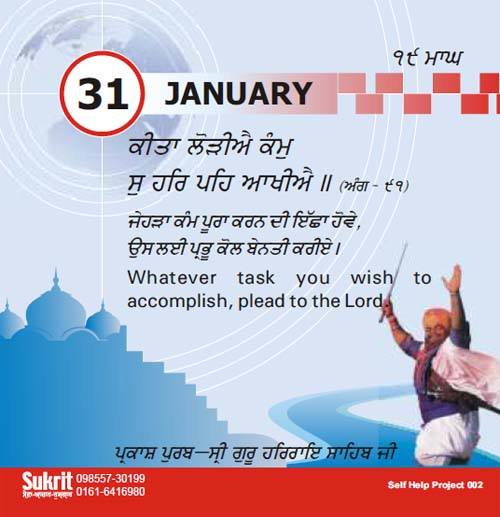 ੧੯ ਮਾਘ
31 JANUARY
ਕੀਤਾ ਲੋੜੀਐ ਕੰਮੁ
ਸੁ ਹਰਿ ਪਹਿ ਆਖੀਐ ॥ (ਅੰਗ - ੯੧)
ਜੇਹੜਾ ਕੰਮ ਪੂਰਾ ਕਰਨ ਦੀ ਇੱਛਾ ਹੋਵੇ,
ਉਸ ਲਈ ਪ੍ਰਭੂ ਕੋਲ ਬੇਨਤੀ ਕਰੀਏ।
Whatever task you wish to
accomplish, plead to the Lord.
ਪ੍ਰਕਾਸ਼ ਪੁਰਬ—ਸ੍ਰੀ ਗੁਰੂ ਹਰਿਰਾਇ ਸਾਹਿਬ ਜੀ
Sukrit 098557-30199
0161-6416980
Self Help Project 002